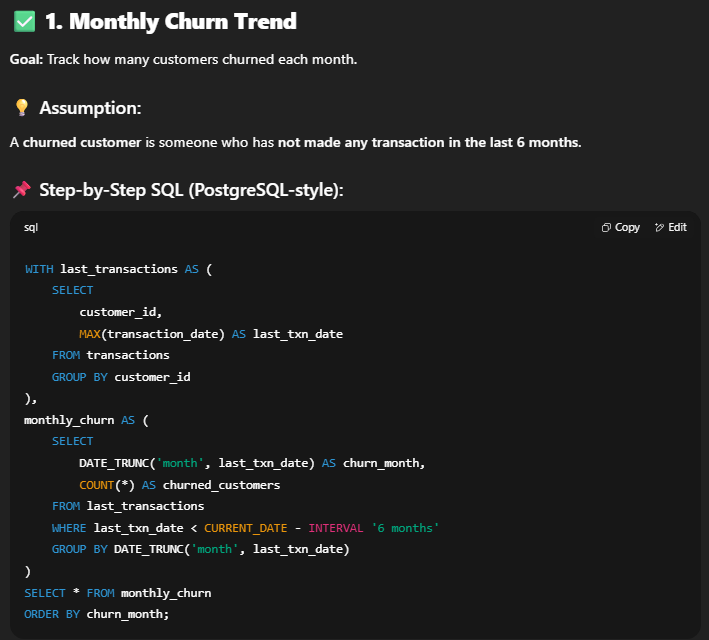 ✅ 1. Monthly Churn Trend
Goal: Track how many customers churned each month.
💡 Assumption:
A churned customer is someone who has not made any transaction in the last 6 months.
📌 Step-by-Step SQL (PostgreSQL-style):
sql
Copy
Edit
WITH last_transactions AS (
    SELECT
        customer_id,
        MAX(transaction_date) AS last_txn_date
    FROM transactions
    GROUP BY customer_id
),
monthly_churn AS (
    SELECT
        DATE_TRUNC('month', last_txn_date) AS churn_month,
        COUNT(*) AS churned_customers
    FROM last_transactions
    WHERE last_txn_date < CURRENT_DATE - INTERVAL '6 months'
    GROUP BY DATE_TRUNC('month', last_txn_date)
)
SELECT * FROM monthly_churn
ORDER BY churn_month;